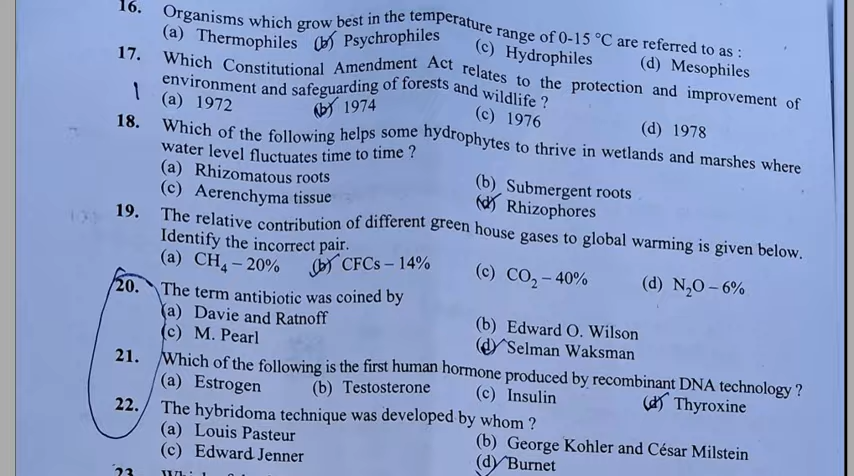 16. Organisms which grow best in the temperature range of 0-15 °C are referred to as :
(a) Thermophiles (b) Psychrophiles (c) Hydrophiles (d) Mesophiles
17. Which Constitutional Amendment Act relates to the protection and improvement of
environment and safeguarding of forests and wildlife ?
(a) 1972 (b) 1974 (c) 1976 (d) 1978
18. Which of the following helps some hydrophytes to thrive in wetlands and marshes where
water level fluctuates time to time ?
(a) Rhizomatous roots (b) Submergent roots
(c) Aerenchyma tissue (d) Rhizophores
19. The relative contribution of different green house gases to global warming is given below.
Identify the incorrect pair.
(a) CH₄ – 20% (b) CFCs – 14% (c) CO₂ – 40% (d) N₂O – 6%
20. The term antibiotic was coined by
(a) Davie and Ratnoff (b) Edward O. Wilson
(c) M. Pearl (d) Selman Waksman
21. Which of the following is the first human hormone produced by recombinant DNA technology ?
(a) Estrogen (b) Testosterone (c) Insulin (d) Thyroxine
22. The hybridoma technique was developed by whom ?
(a) Louis Pasteur (b) George Kohler and César Milstein
(c) Edward Jenner (d) Burnet
23.